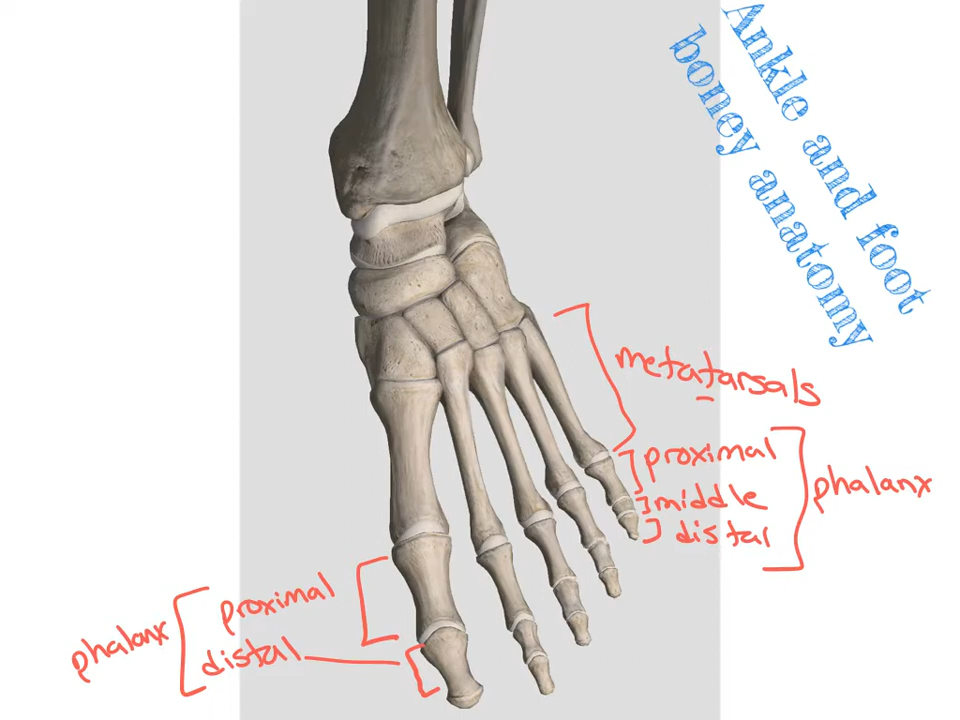 Ankle and foot
boney anatomy
metatarsals
proximal
middle
distal
phalanx
phalanx
proximal
distal